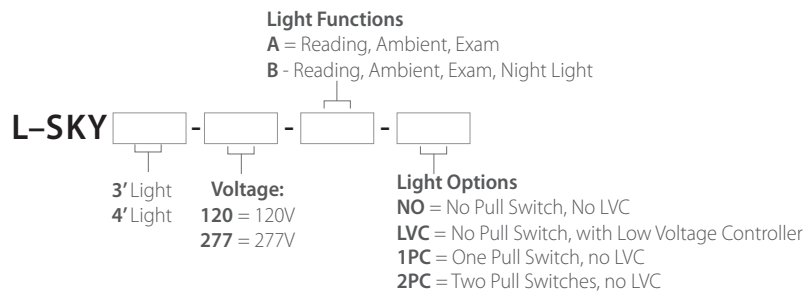 Light Functions
A = Reading, Ambient, Exam
B - Reading, Ambient, Exam, Night Light
L–SKY - - -
3' Light
4' Light
Voltage:
120 = 120V
277 = 277V
Light Options
NO = No Pull Switch, No LVC
LVC = No Pull Switch, with Low Voltage Controller
1PC = One Pull Switch, no LVC
2PC = Two Pull Switches, no LVC